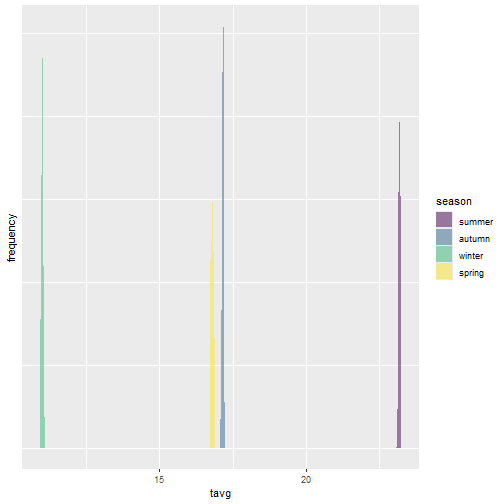 frequency
15
20
tavg
season
summer
autumn
winter
spring